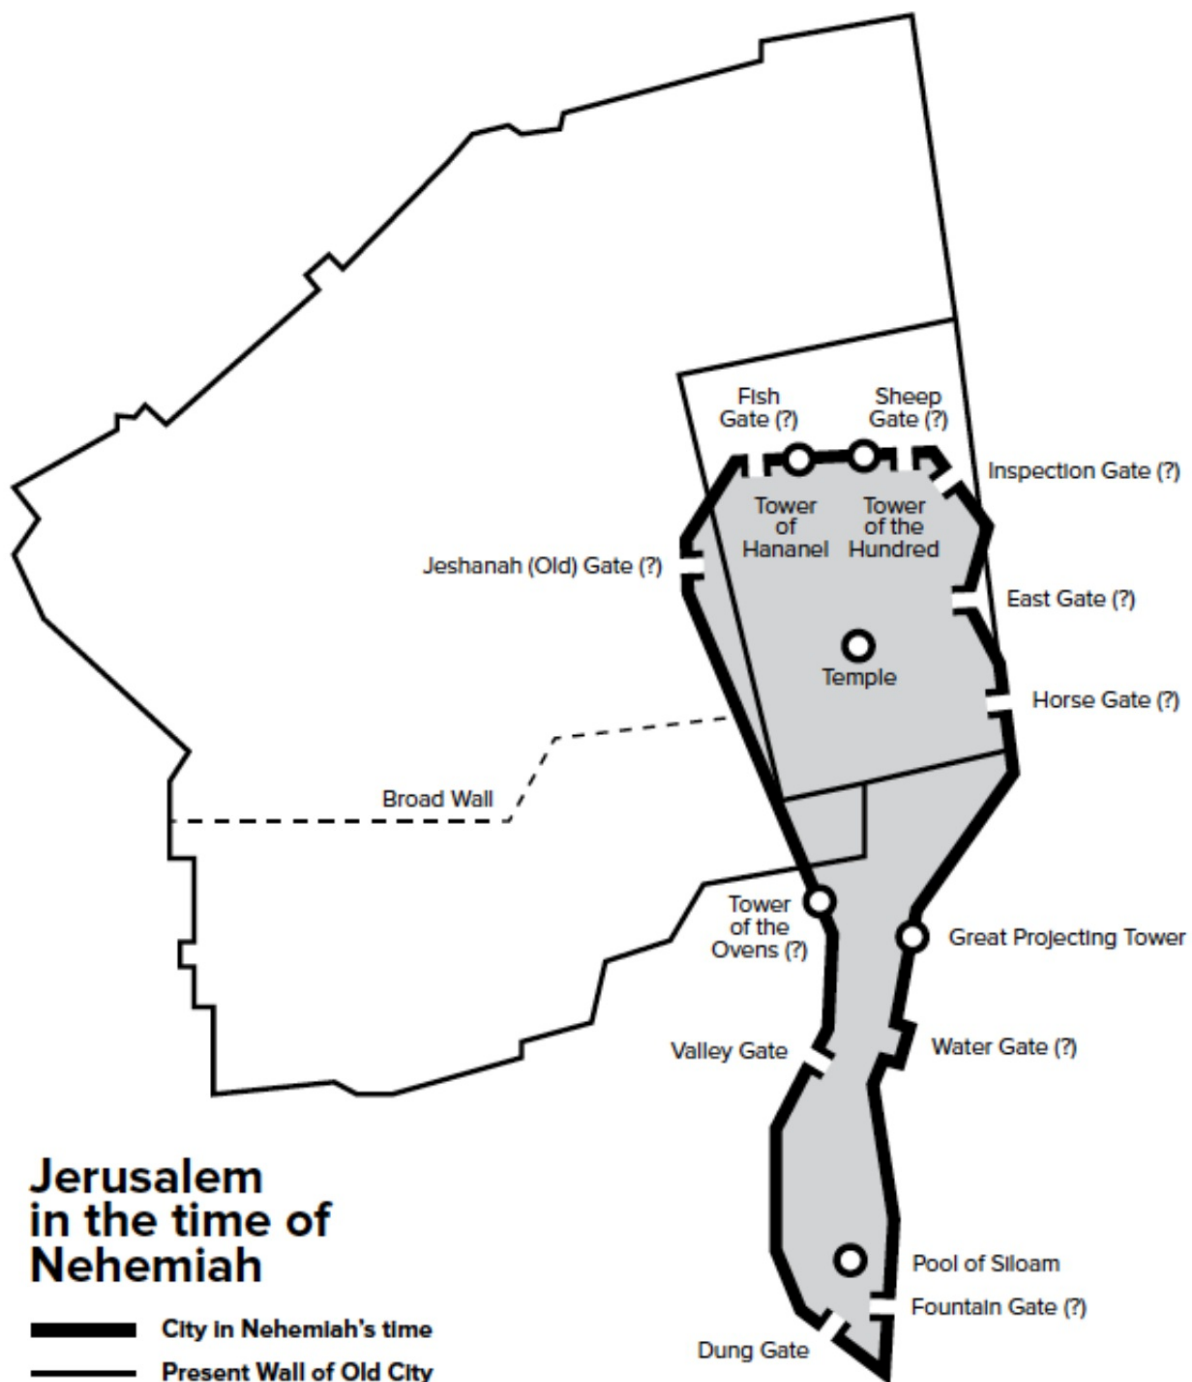 Fish
Gate (?)
Sheep
Gate (?)
Inspection Gate (?)
Tower
of
Hananel
Tower
of the
Hundred
Jeshanah (Old) Gate (?)
East Gate (?)
Temple
Horse Gate (?)
Broad Wall
Tower
of the
Ovens (?)
Great Projecting Tower
Valley Gate
Water Gate (?)
Jerusalem
in the time of
Nehemiah
Pool of Siloam
Fountain Gate (?)
City in Nehemiah's time
Dung Gate
Present Wall of Old City